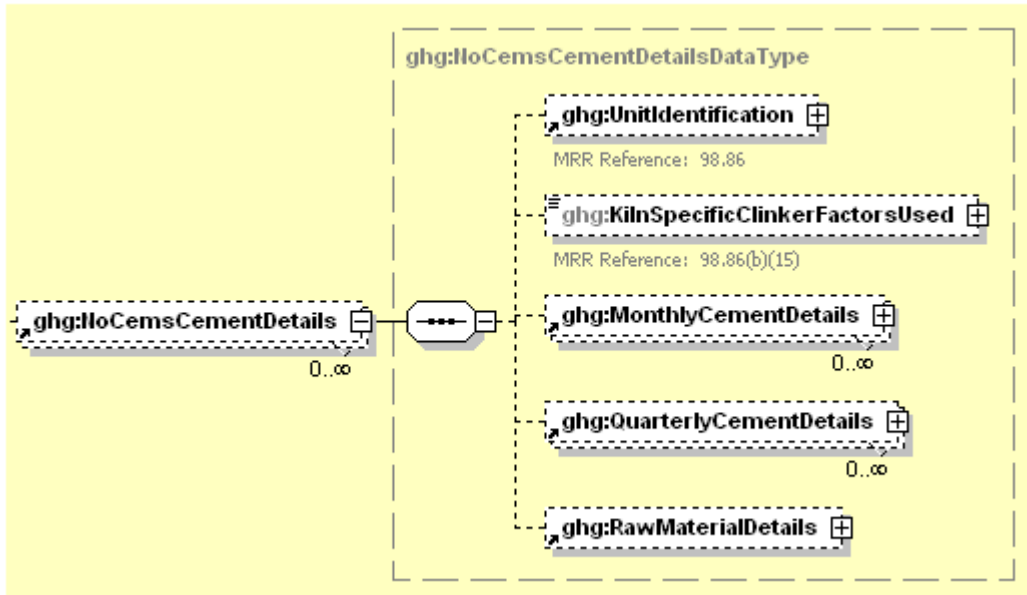 ghg:NoCemsCementDetailsDataType
ghg:UnitIdentification
MRR Reference: 98.86
ghg:KilnSpecificClinkerFactorsUsed
MRR Reference: 98.86(b)(15)
ghg:NoCemsCementDetails
0..∞
ghg:MonthlyCementDetails
0..∞
ghg:QuarterlyCementDetails
0..∞
ghg:RawMaterialDetails